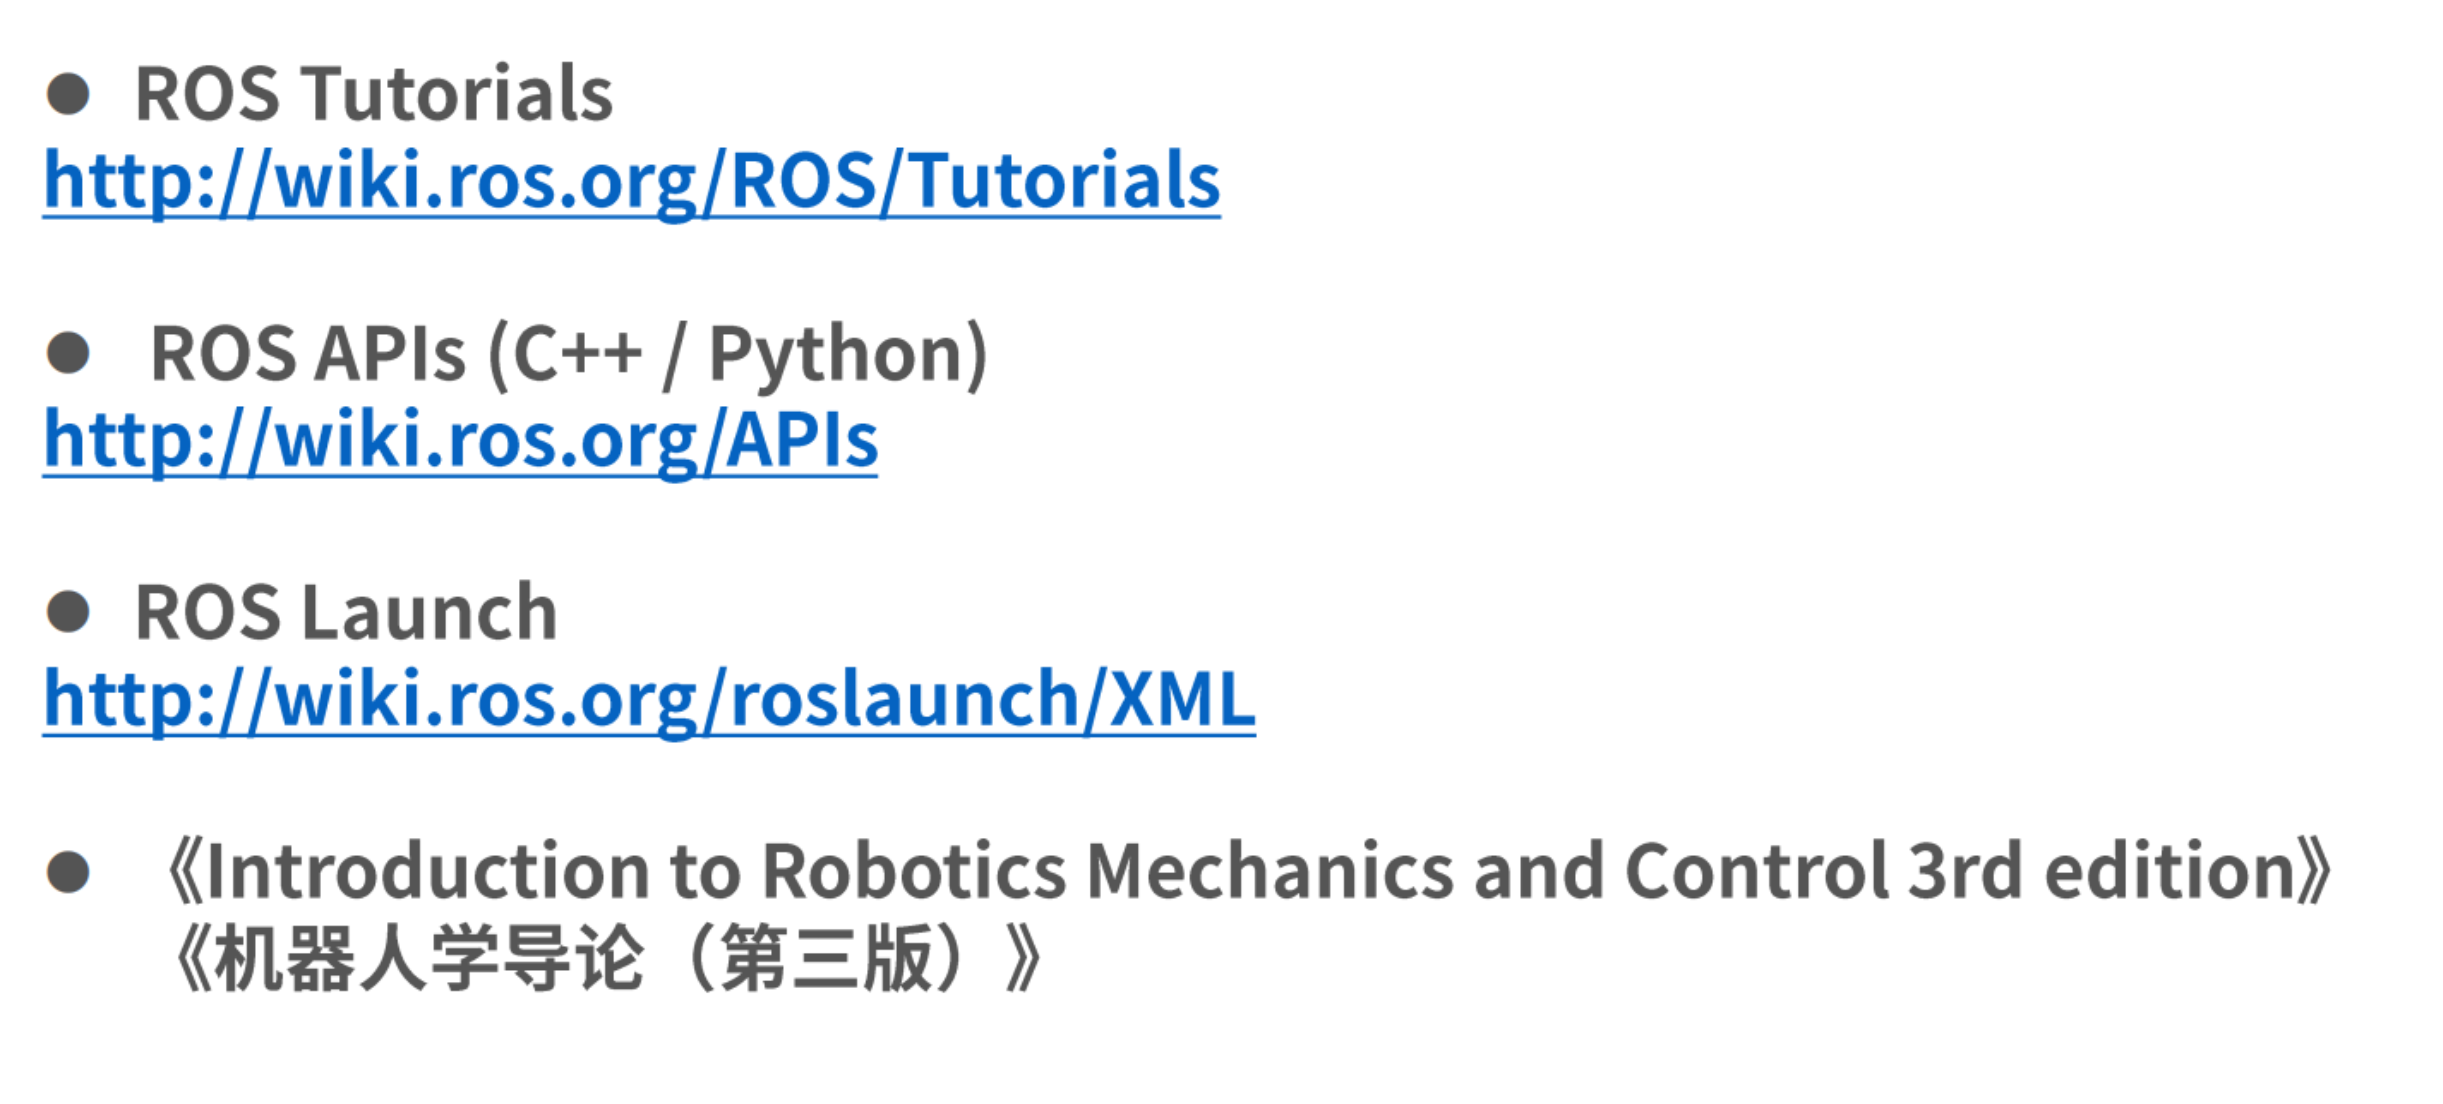 ● ROS Tutorials
http://wiki.ros.org/ROS/Tutorials
● ROS APIs (C++ / Python)
http://wiki.ros.org/APIs
● ROS Launch
http://wiki.ros.org/roslaunch/XML
● 《Introduction to Robotics Mechanics and Control 3rd edition》
《机器人学导论（第三版）》